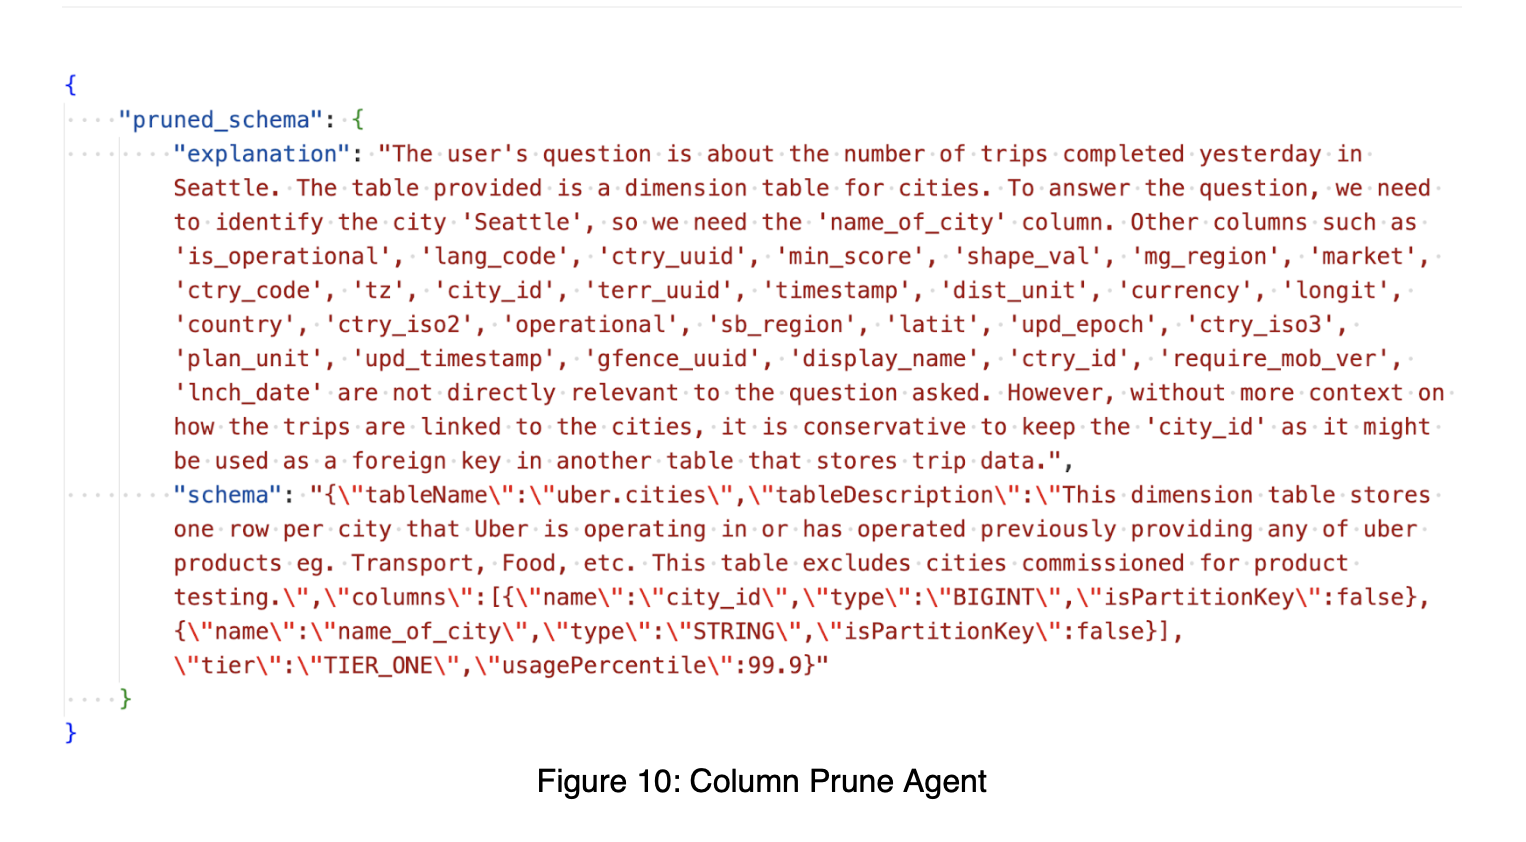 {
"pruned_schema": {
"explanation": "The user's question is about the number of trips completed yesterday in
Seattle. The table provided is a dimension table for cities. To answer the question, we need
to identify the city 'Seattle', so we need the 'name_of_city' column. Other columns such as
'is_operational', 'lang_code', 'ctry_uuid', 'min_score', 'shape_val', 'mg_region', 'market',
'ctry_code', 'tz', 'city_id', 'terr_uuid', 'timestamp', 'dist_unit', 'currency', 'longit',
'country', 'ctry_iso2', 'operational', 'sb_region', 'latit', 'upd_epoch', 'ctry_iso3',
'plan_unit', 'upd_timestamp', 'gfence_uuid', 'display_name', 'ctry_id', 'require_mob_ver',
'lnch_date' are not directly relevant to the question asked. However, without more context on
how the trips are linked to the cities, it is conservative to keep the 'city_id' as it might
be used as a foreign key in another table that stores trip data.",
"schema": "{\"tableName\":\"uber.cities\",\"tableDescription\":\"This dimension table stores
one row per city that Uber is operating in or has operated previously providing any of uber
products eg. Transport, Food, etc. This table excludes cities commissioned for product
testing.\",\"columns\":[{\"name\":\"city_id\",\"type\":\"BIGINT\",\"isPartitionKey\":false},
{\"name\":\"name_of_city\",\"type\":\"STRING\",\"isPartitionKey\":false}],
\"tier\":\"TIER_ONE\",\"usagePercentile\":99.9}"
}
}
Figure 10: Column Prune Agent